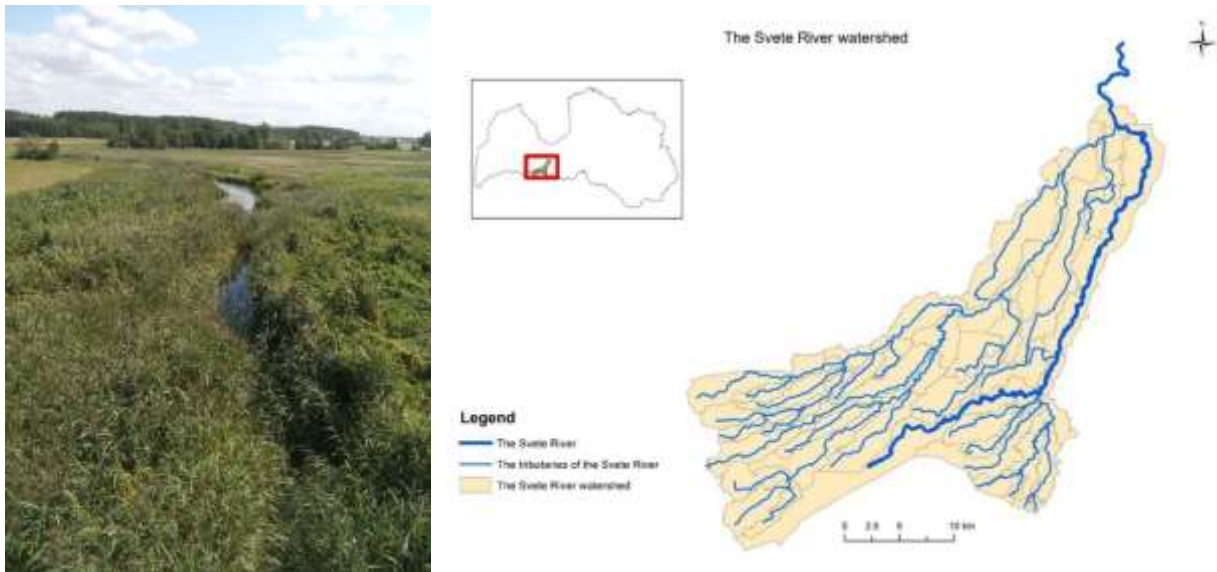 The Svete River watershed
N
Legend
The Svete River
The tributaries of the Svete River
The Svete River watershed
0 2.5 5 10 km